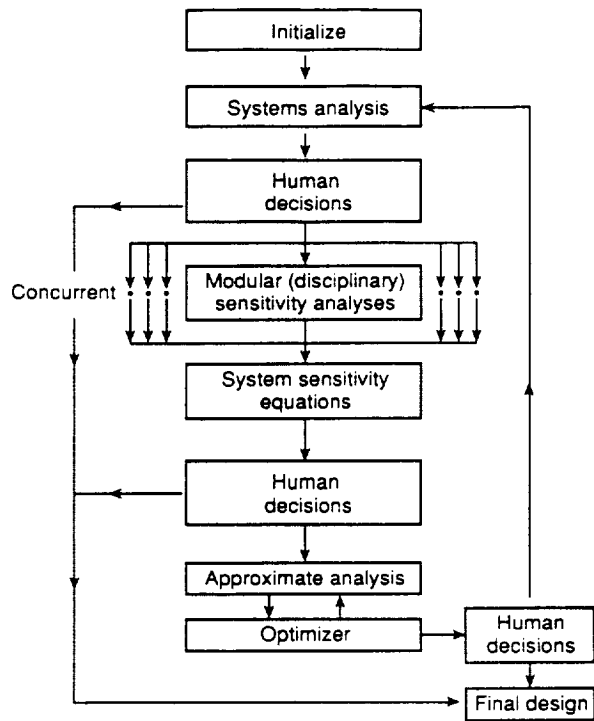 Initialize
Systems analysis
Human
decisions
Concurrent
Modular (disciplinary)
sensitivity analyses
System sensitivity
equations
Human
decisions
Approximate analysis
Optimizer
Human
decisions
Final design